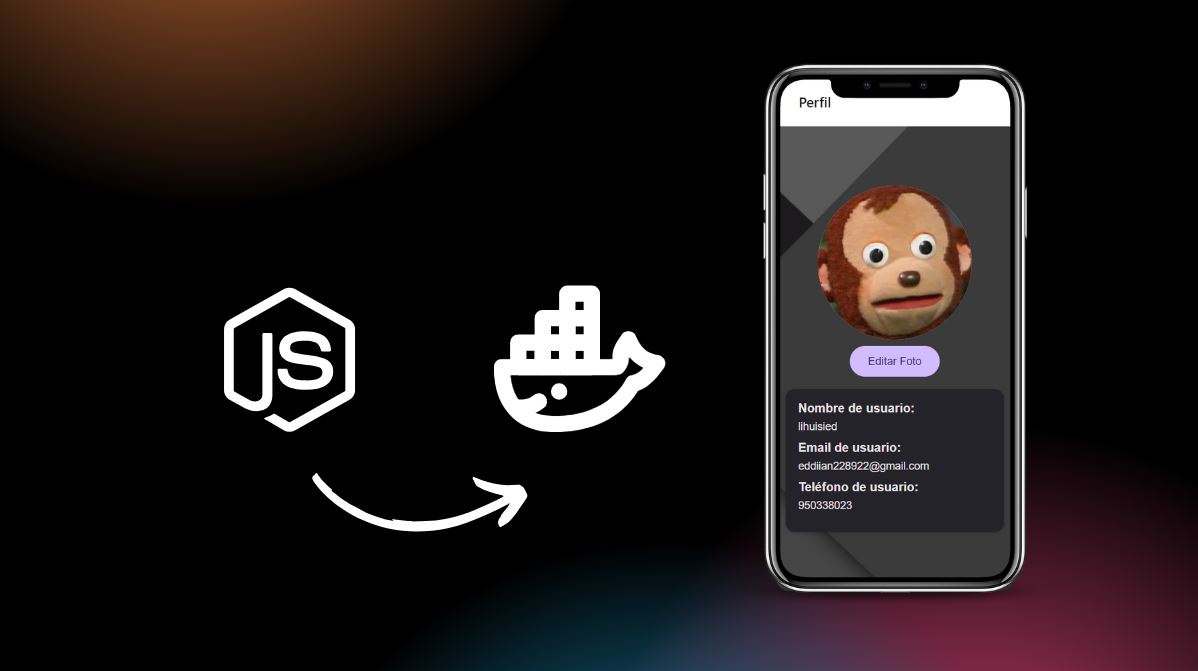 JS
Perfil
Editar Foto
Nombre de usuario:
lihuisied
Email de usuario:
eddiian228922@gmail.com
Teléfono de usuario:
950338023